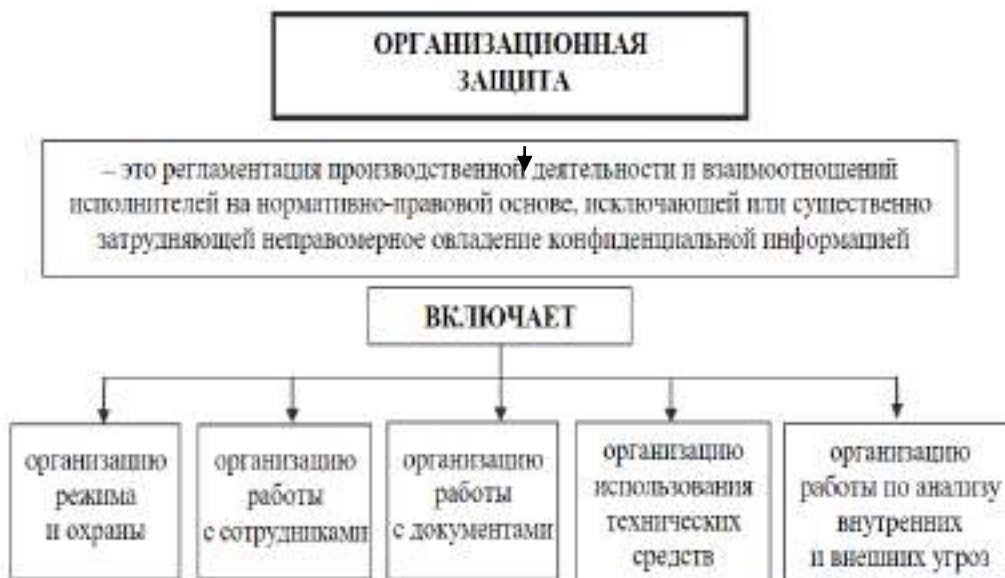 ОРГАНИЗАЦИОННАЯ
ЗАЩИТА
– это регламентация производственной деятельности и взаимоотношений
исполнителей на нормативно-правовой основе, исключающей или существенно
затрудняющей неправомерное овладение конфиденциальной информацией
ВКЛЮЧАЕТ
организацию
режима
и охраны
организацию
работы
с сотрудниками
организацию
работы
с документами
организацию
использования
технических
средств
организацию
работы по анализу
внутренних
и внешних угроз